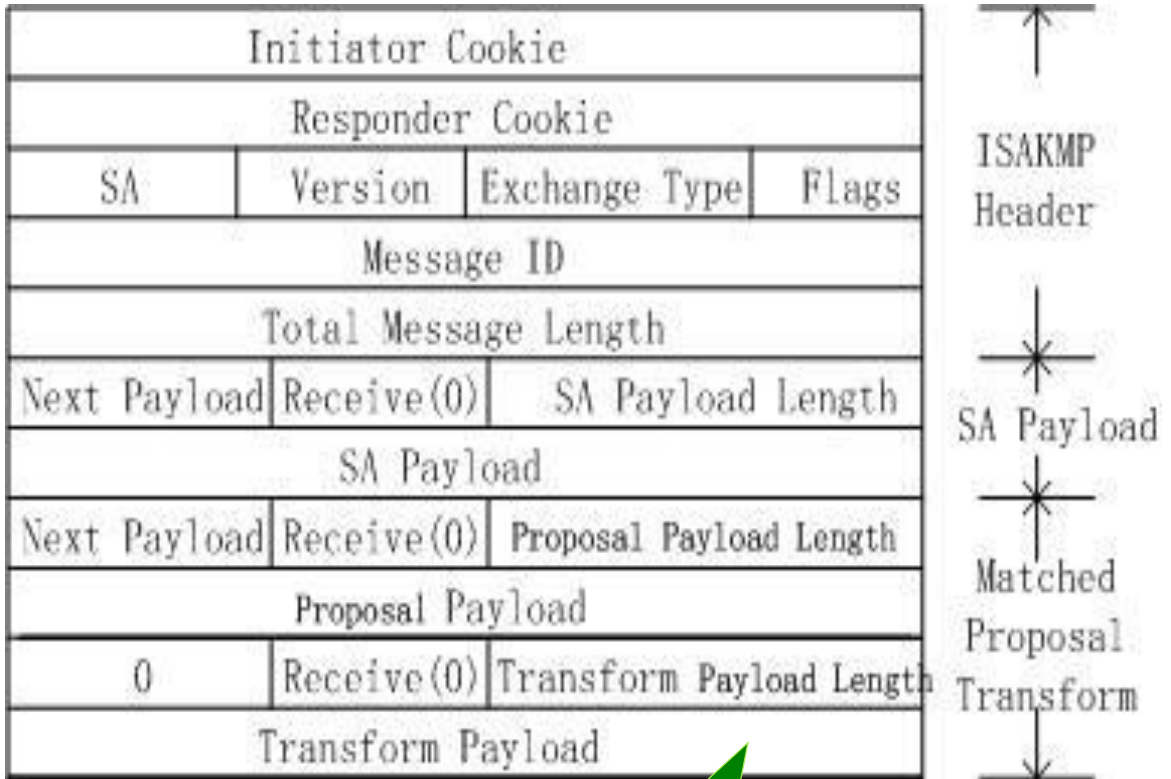 Initiator Cookie
Responder Cookie
SA Version Exchange Type Flags
Message ID
Total Message Length
Next Payload Receive(0) SA Payload Length
SA Payload
Next Payload Receive(0) Proposal Payload Length
Proposal Payload
0 Receive(0) Transform Payload Length
Transform Payload
ISAKMP
Header
SA Payload
Matched
Proposal
Transform